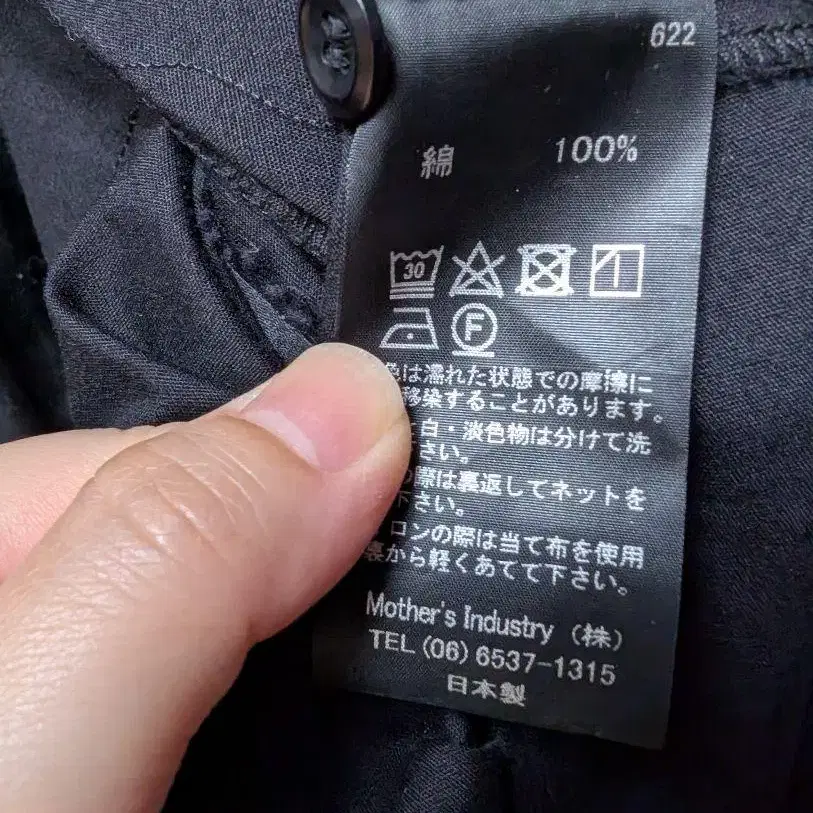 622
綿 100%
30
F
は濡れた状態での摩擦に
移染することがあります。
白・淡色物は分けて洗
さい。
の際は裏返してネットを
下さい。
ロンの際は当て布を使用
裏から軽くあてて下さい。
Mother's Industry (株)
TEL (06) 6537-1315
日本製